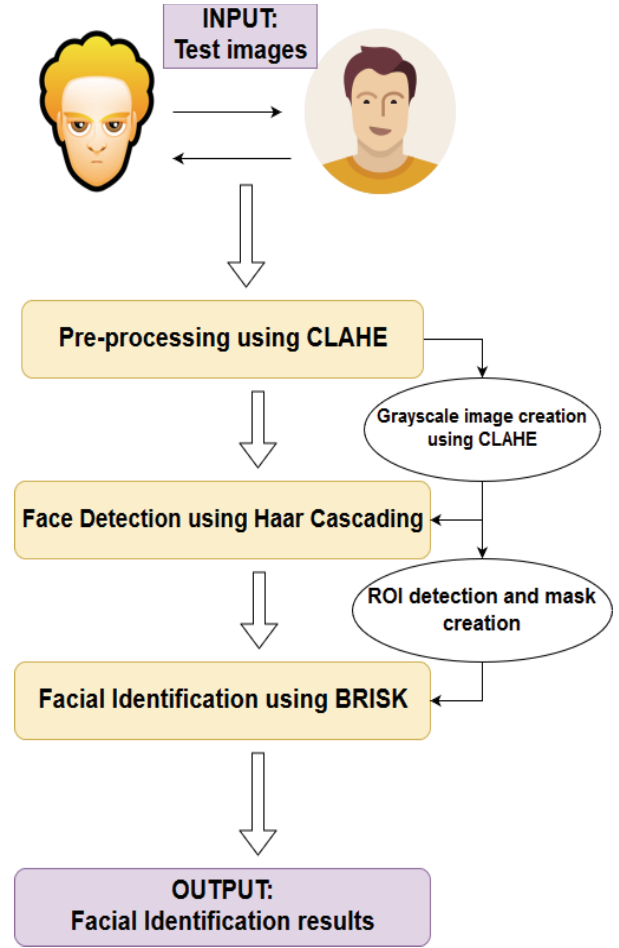 INPUT:
Test images
Pre-processing using CLAHE
Grayscale image creation
using CLAHE
Face Detection using Haar Cascading
ROI detection and mask
creation
Facial Identification using BRISK
OUTPUT:
Facial Identification results